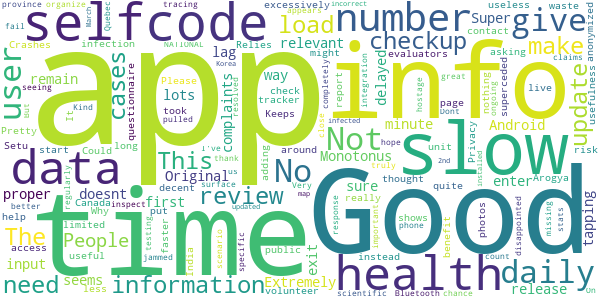 province
organize
March
Quebec
tracing
selfcode
fail
Crashes
appears
incorrect
excessively
number
give
useless
waste
anonymized
infection
NATIONAL
Relies
load
relevant
Super
contact
claims
checkup
evaluators
might
user
seeing
But
remain
cases
questionnaire
Korea
lag
asking
make
usefulness
app
info
Kind
lots
It
Please
way
completely
delayed
hostage
superceded
nothing
ongoing
update
Pretty
Setu
tracker
took
pulled
complaints
resolved
check
report
integration
great
live
page
Android
start
Could
long
I've
thank
Keeps
adding
us
around
close
infected
Not
minute
unit
Dont
Privacy
risk
slow
data
This
No
Monotonus
hope
2nd
installed
enter
Arogya
proper
doesnt
Original
decent
surface
Very
map
sure
really
thought
quite
truly
time
Good
better
help
regularly
Canada
Why
inspect
put
first
review
updated
important
shows
phone
photos
disappointed
missing
stats
tapping
The
People
access
limited
useful
testing
jammed
faster
India
scenario
specific
exit
response
instead
benefit
count
input
seems
less
public
Extremely
health
daily
need
information
volunteer
scientific
Bluetooth
chance
release
On